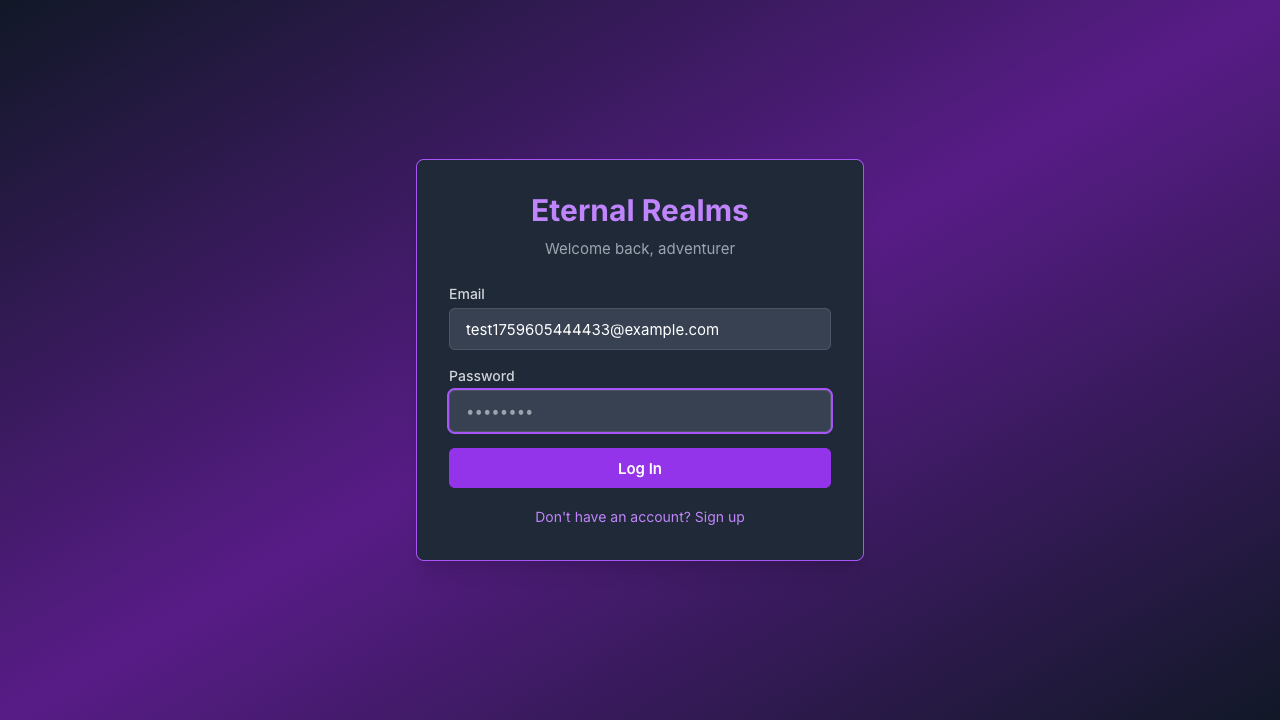 Eternal Realms
Welcome back, adventurer
Email
test1759605444433@example.com
Password
••••••••
Log In
Don't have an account? Sign up